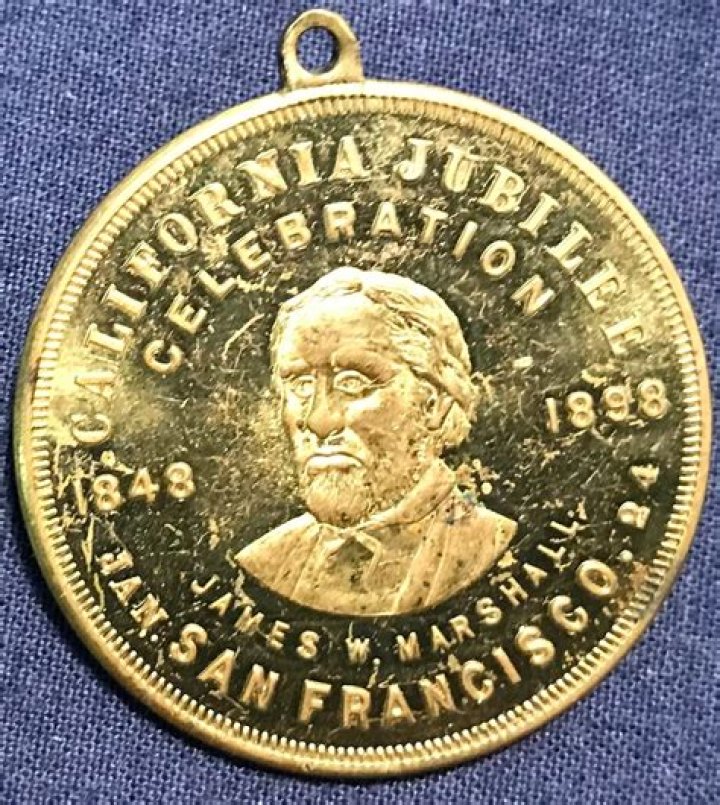 CALIFORNIA JUBILEE
CELEBRATION
1848
1898
JAMES W. MARSHALL.
JAN. SAN FRANCISCO. 24